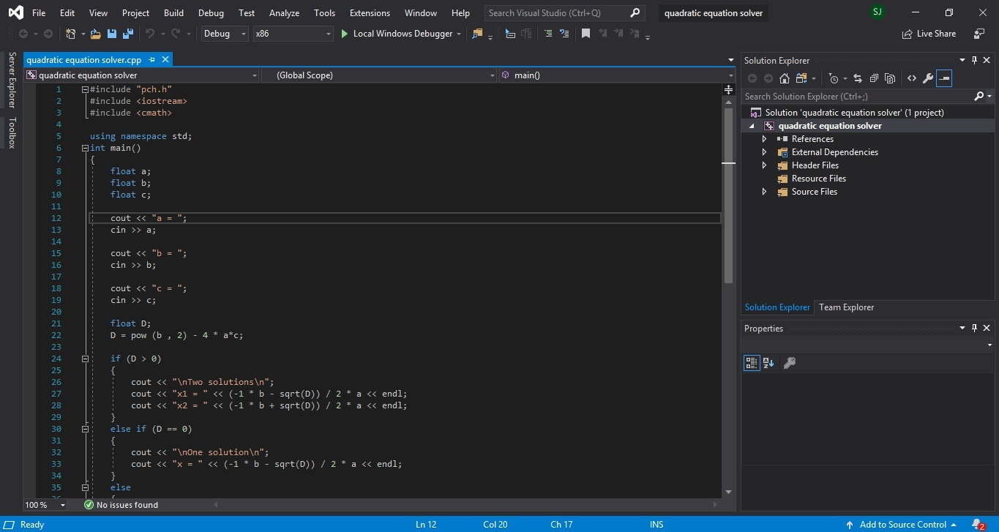 File Edit View Project Build Debug Test Analyze Tools Extensions Window Help Search Visual Studio (Ctrl+Q) quadratic equation solver SJ
Debug x86 Local Windows Debugger Live Share
Server Explorer
Toolbox
quadratic equation solver.cpp
quadratic equation solver (Global Scope) main()
1 #include "pch.h"
2 #include <iostream>
3 #include <cmath>
4
5 using namespace std;
6 int main()
7 {
8 float a;
9 float b;
10 float c;
11
12 cout << "a = ";
13 cin >> a;
14
15 cout << "b = ";
16 cin >> b;
17
18 cout << "c = ";
19 cin >> c;
20
21 float D;
22 D = pow (b , 2) - 4 * a*c;
23
24 if (D > 0)
25 {
26 cout << "\nTwo solutions\n";
27 cout << "x1 = " << (-1 * b - sqrt(D)) / 2 * a << endl;
28 cout << "x2 = " << (-1 * b + sqrt(D)) / 2 * a << endl;
29 }
30 else if (D == 0)
31 {
32 cout << "\nOne solution\n";
33 cout << "x = " << (-1 * b - sqrt(D)) / 2 * a << endl;
34 }
35 else
100 % No issues found
Solution Explorer
Search Solution Explorer (Ctrl+;)
Solution 'quadratic equation solver' (1 project)
quadratic equation solver
References
External Dependencies
Header Files
Resource Files
Source Files
Solution Explorer Team Explorer
Properties
Ready Ln 12 Col 20 Ch 17 INS Add to Source Control 2